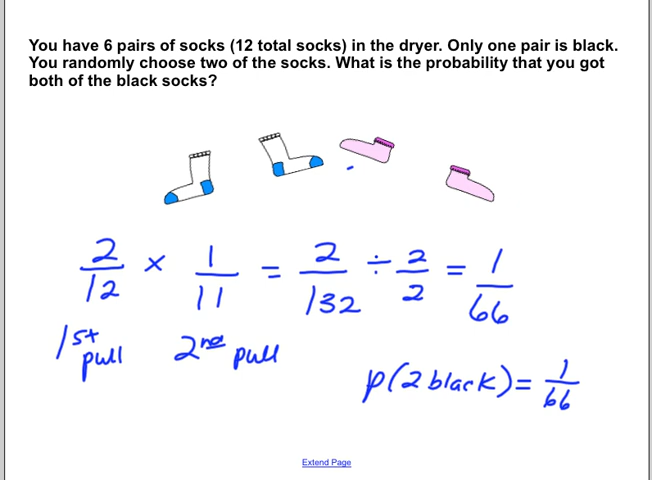 You have 6 pairs of socks (12 total socks) in the dryer. Only one pair is black.
You randomly choose two of the socks. What is the probability that you got
both of the black socks?
2/12 × 1/11 = 2/132 ÷ 2/2 = 1/66
1st pull 2nd pull
p(2 black) = 1/66
Extend Page